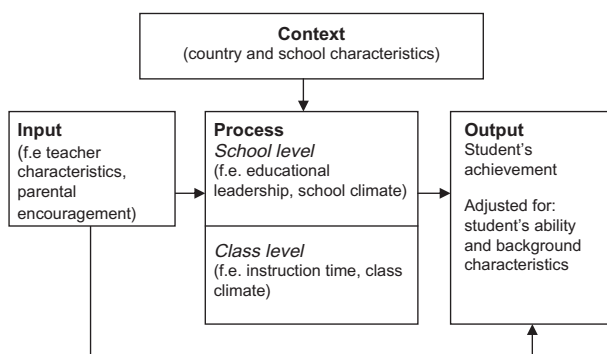 Context
(country and school characteristics)
Input
(f.e teacher
characteristics,
parental
encouragement)
Process
School level
(f.e. educational
leadership, school climate)
Class level
(f.e. instruction time, class
climate)
Output
Student's
achievement
Adjusted for:
student's ability
and background
characteristics